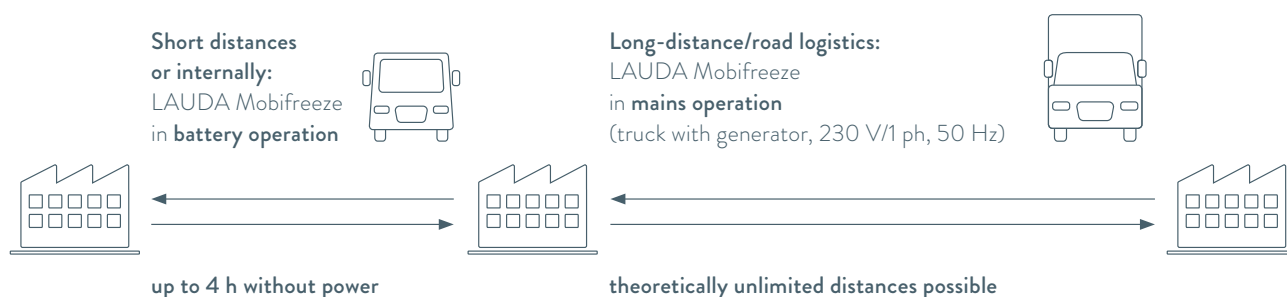 Short distances
or internally:
LAUDA Mobifreeze
in battery operation
up to 4 h without power
Long-distance/road logistics:
LAUDA Mobifreeze
in mains operation
(truck with generator, 230 V/1 ph, 50 Hz)
theoretically unlimited distances possible